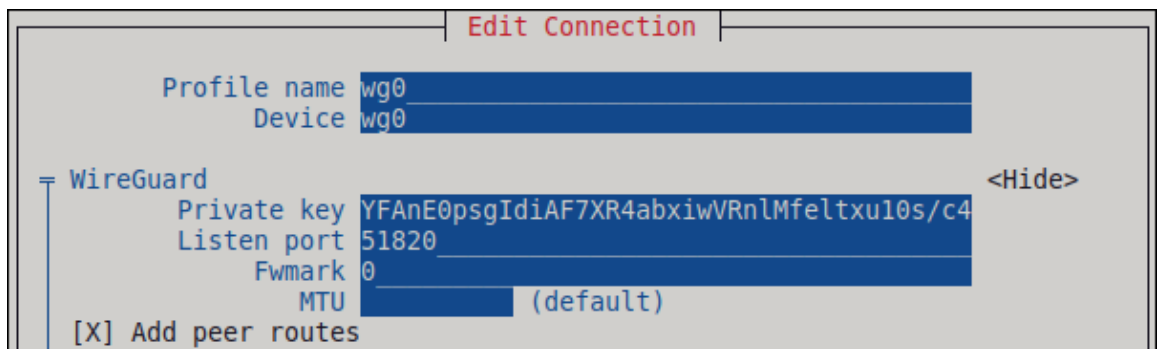 Edit Connection
Profile name wg0
Device wg0
WireGuard <Hide>
Private key YFAnE0psgIdiAF7XR4abxiwVRnlMfeltxu10s/c4
Listen port 51820
Fwmark 0
MTU (default)
[X] Add peer routes